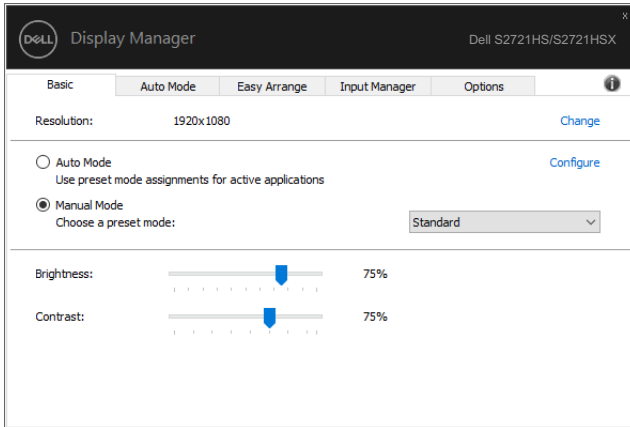 x
DELL Display Manager Dell S2721HS/S2721HSX
Basic Auto Mode Easy Arrange Input Manager Options i
Resolution: 1920x1080 Change
Auto Mode Configure
Use preset mode assignments for active applications
Manual Mode
Choose a preset mode: Standard
Brightness: 75%
Contrast: 75%